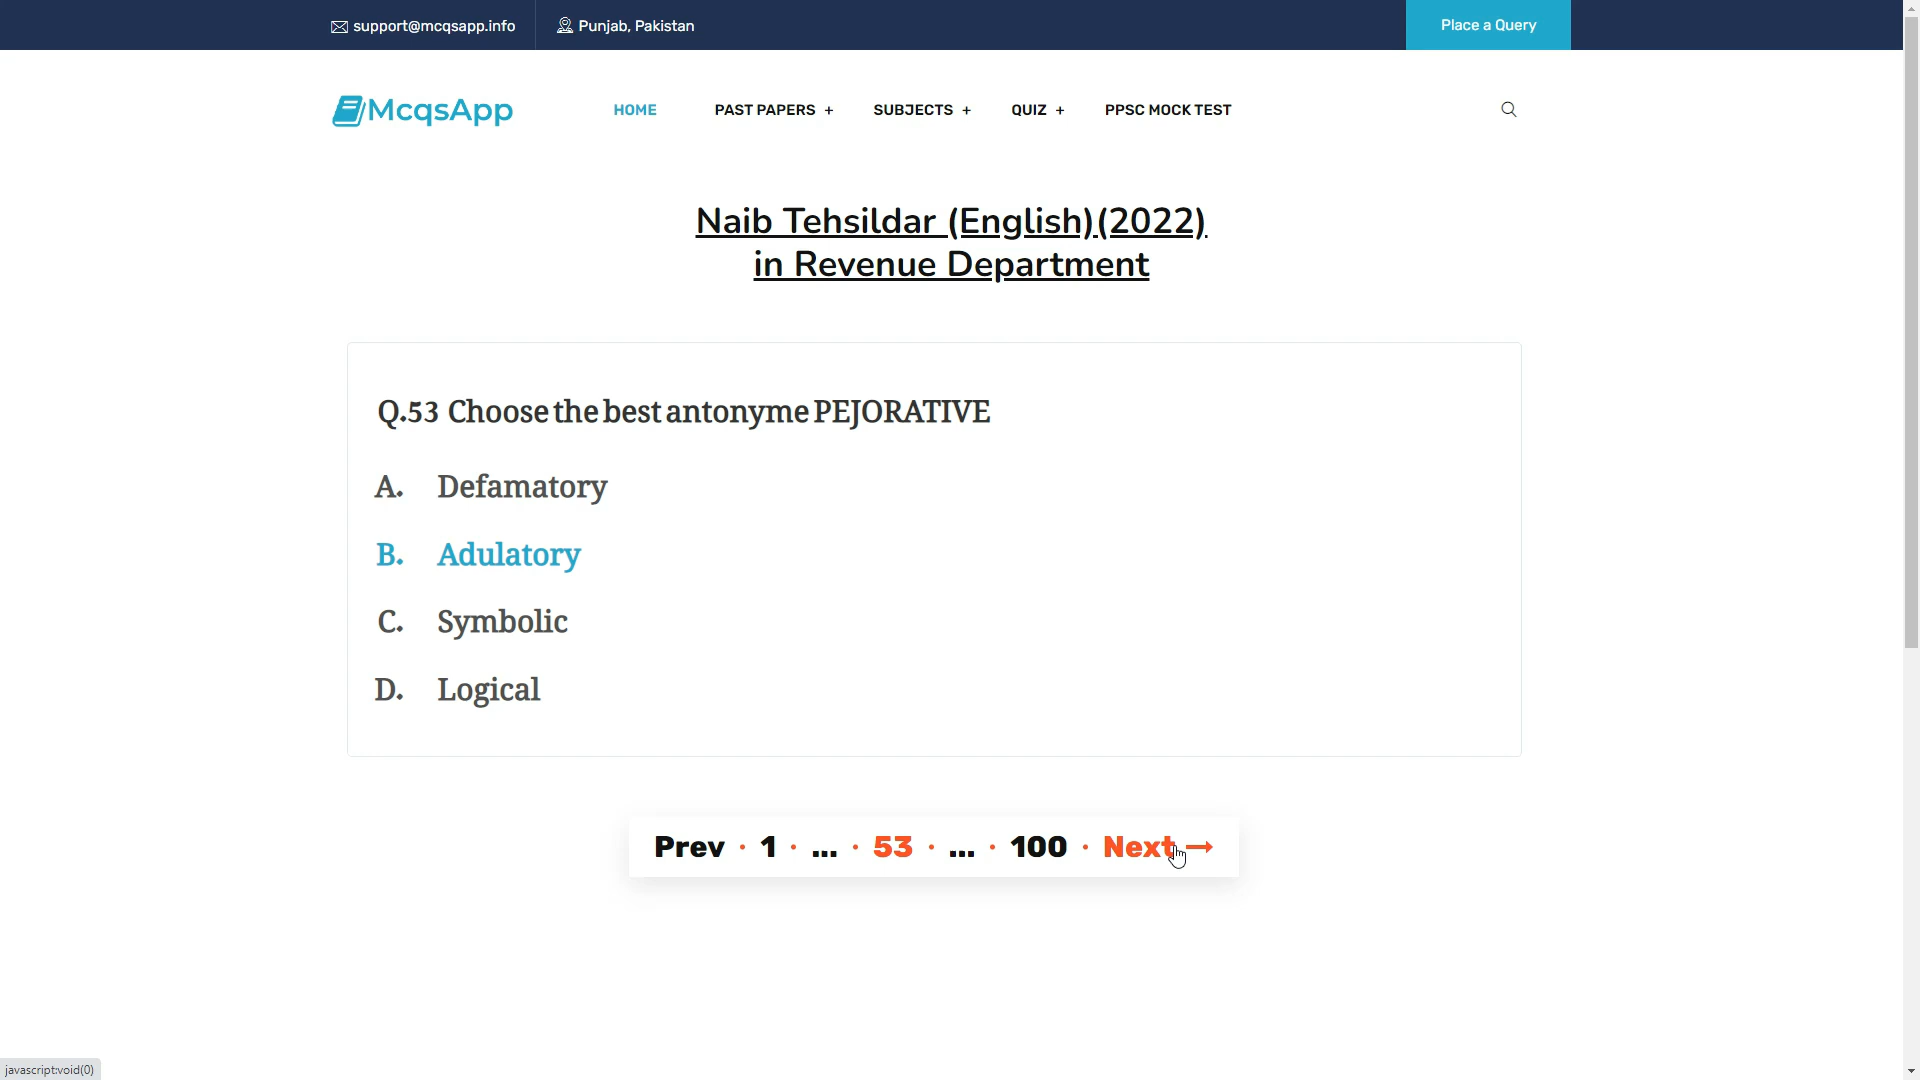 support@mcqsapp.info Punjab, Pakistan Place a Query
McqsApp HOME PAST PAPERS + SUBJECTS + QUIZ + PPSC MOCK TEST
Naib Tehsildar (English)(2022)
in Revenue Department
Q.53 Choose the best antonyme PEJORATIVE
A. Defamatory
B. Adulatory
C. Symbolic
D. Logical
Prev · 1 · ... · 53 · ... · 100 · Next →
javascript:void(0)